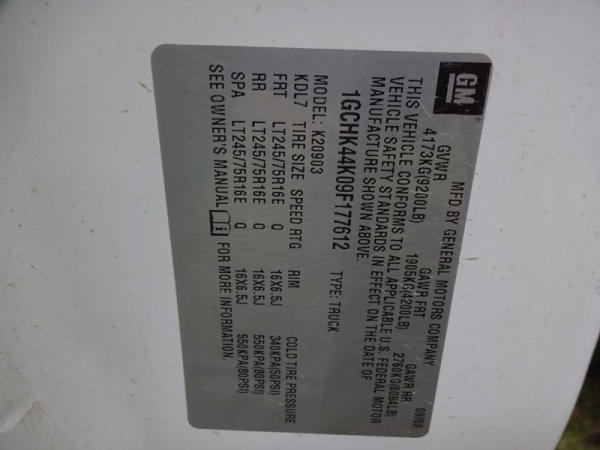 GM
MFD BY GENERAL MOTORS COMPANY 09/09
GVWR GAWR FRT GAWR RR
4173KG(9200LB) 1905KG(4200LB) 2760KG(6084LB)
THIS VEHICLE CONFORMS TO ALL APPLICABLE U.S. FEDERAL MOTOR
VEHICLE SAFETY STANDARDS IN EFFECT ON THE DATE OF
MANUFACTURE SHOWN ABOVE.
1GCHK44K09F177612 TYPE: TRUCK
MODEL: K20903
KDL7 TIRE SIZE SPEED RTG RIM COLD TIRE PRESSURE
FRT LT245/75R16E Q 16X6.5J 340KPA(50PSI)
RR LT245/75R16E Q 16X6.5J 550KPA(80PSI)
SPA LT245/75R16E Q 16X6.5J 550KPA(80PSI)
SEE OWNER'S MANUAL i FOR MORE INFORMATION.